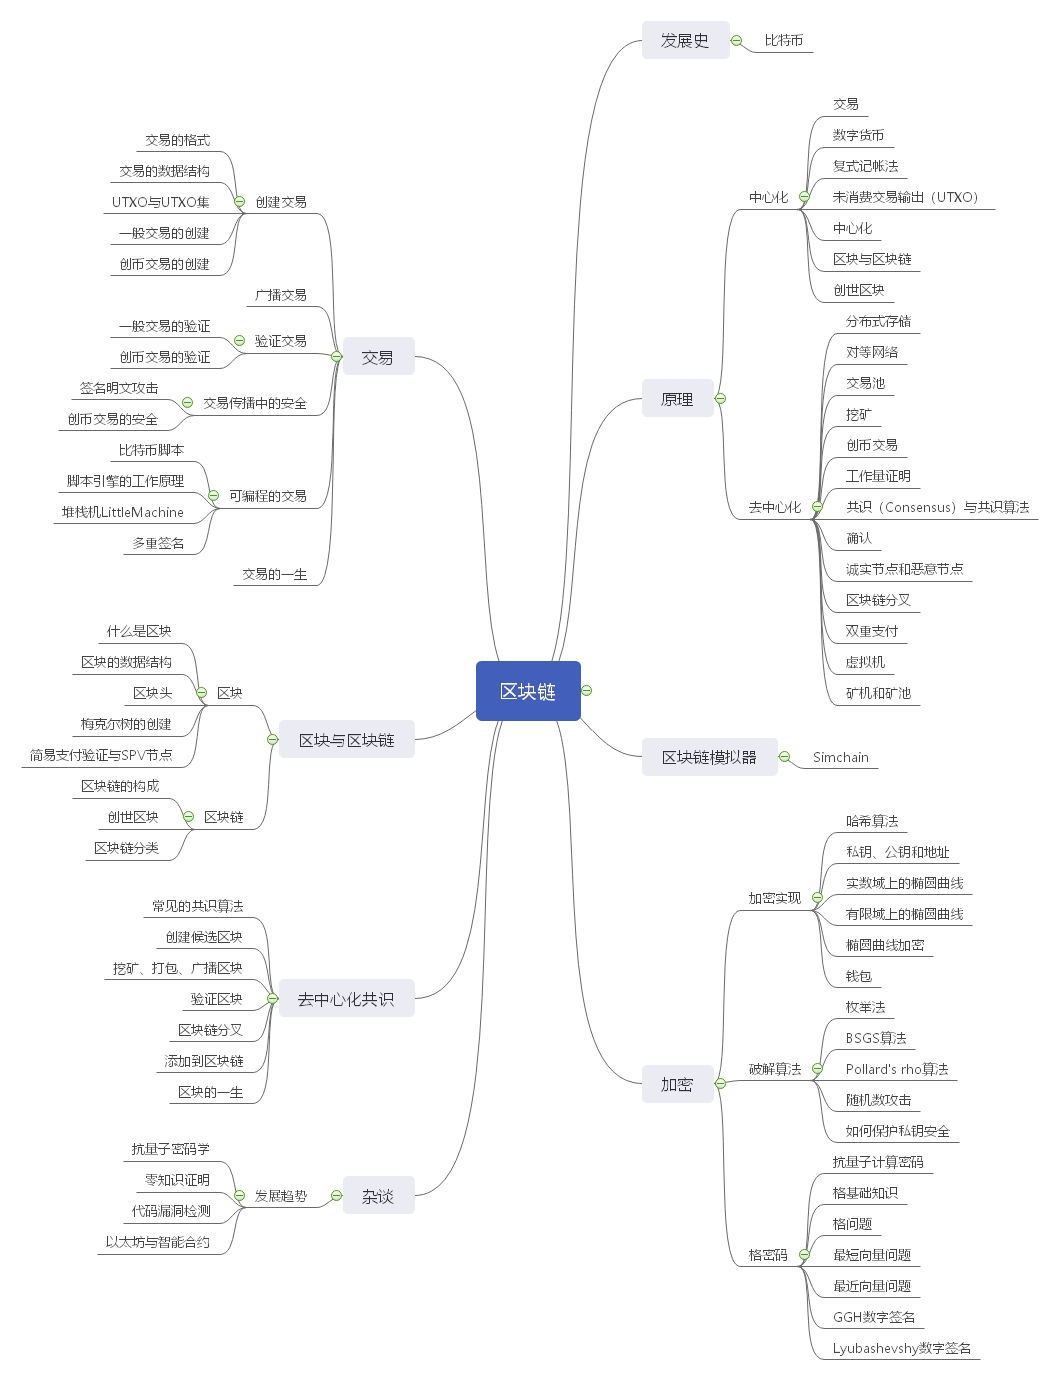 区块链
发展史
比特币
原理
中心化
交易
数字货币
复式记帐法
未消费交易输出（UTXO）
中心化
区块与区块链
创世区块
去中心化
分布式存储
对等网络
交易池
挖矿
创币交易
工作量证明
共识（Consensus）与共识算法
确认
诚实节点和恶意节点
区块链分叉
双重支付
虚拟机
矿机和矿池
区块链模拟器
Simchain
加密
加密实现
哈希算法
私钥、公钥和地址
实数域上的椭圆曲线
有限域上的椭圆曲线
椭圆曲线加密
钱包
破解算法
枚举法
BSGS算法
Pollard's rho算法
随机数攻击
如何保护私钥安全
格密码
抗量子计算密码
格基础知识
格问题
最短向量问题
最近向量问题
GGH数字签名
Lyubashevshy数字签名
交易
创建交易
交易的格式
交易的数据结构
UTXO与UTXO集
一般交易的创建
创币交易的创建
广播交易
验证交易
一般交易的验证
创币交易的验证
交易传播中的安全
签名明文攻击
创币交易的安全
可编程的交易
比特币脚本
脚本引擎的工作原理
堆栈机LittleMachine
多重签名
交易的一生
区块与区块链
区块
什么是区块
区块的数据结构
区块头
梅克尔树的创建
简易支付验证与SPV节点
区块链
区块链的构成
创世区块
区块链分类
去中心化共识
常见的共识算法
创建候选区块
挖矿、打包、广播区块
验证区块
区块链分叉
添加到区块链
区块的一生
杂谈
发展趋势
抗量子密码学
零知识证明
代码漏洞检测
以太坊与智能合约